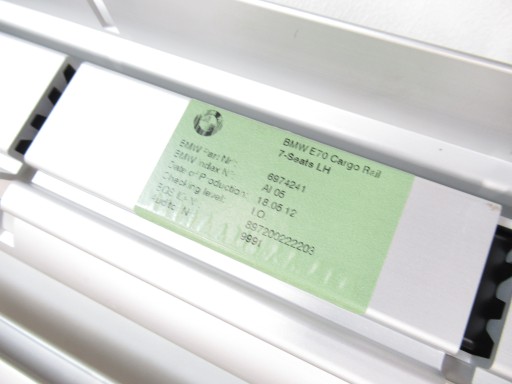 BMW E70 Cargo Rail
7-Seats LH
BMW Part Nr. 6974241
BMW Index Nr. AI 05
Date of Production: 18.05.12
Checking level: I.O.
897200222203
9991